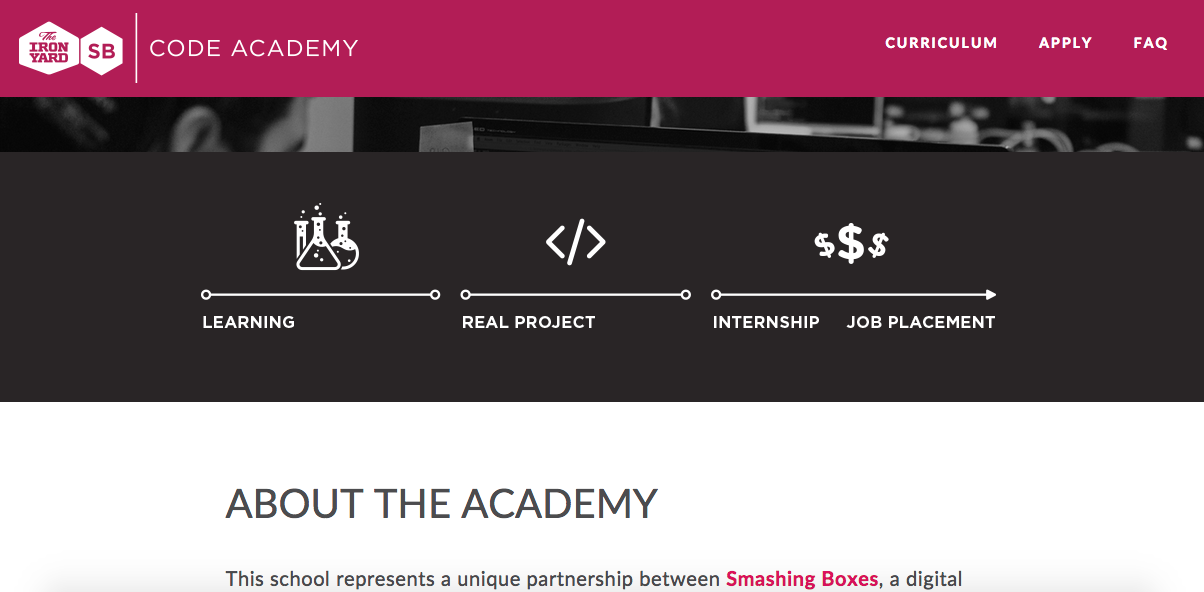 The
IRON
YARD
SB
CODE ACADEMY
CURRICULUM APPLY FAQ
</>
$$$
LEARNING
REAL PROJECT
INTERNSHIP JOB PLACEMENT
ABOUT THE ACADEMY
This school represents a unique partnership between Smashing Boxes, a digital